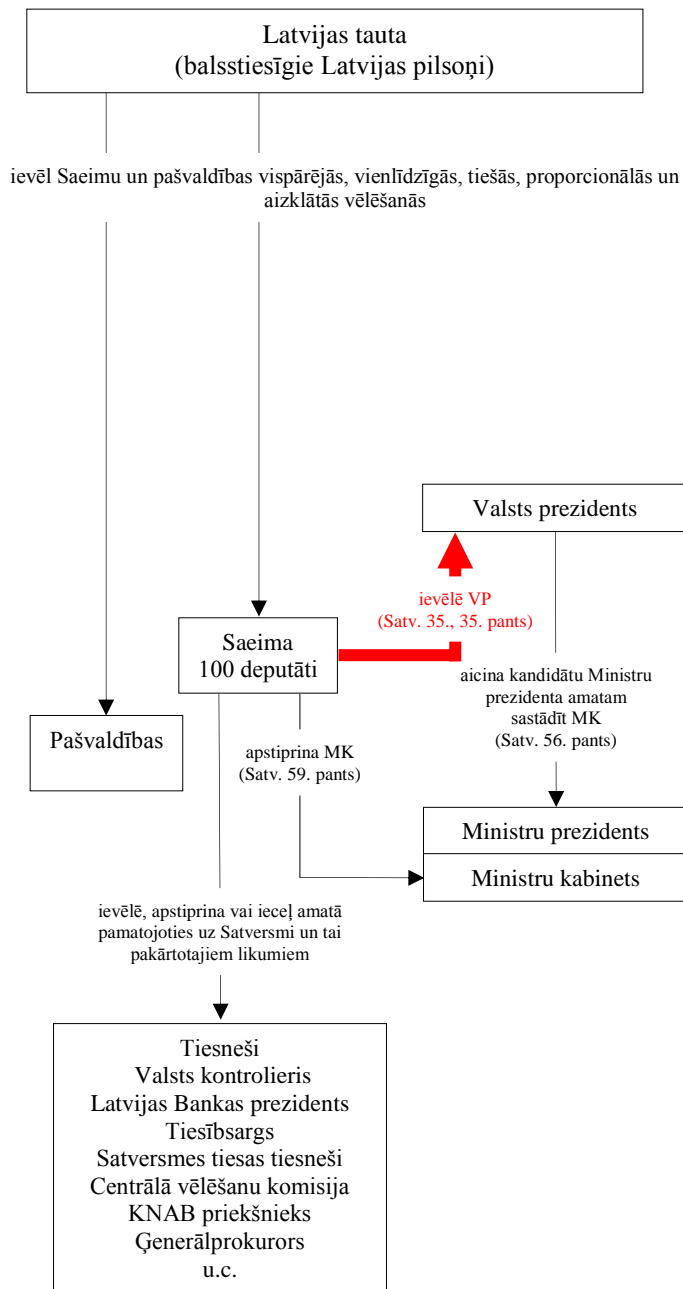 Latvijas tauta
(balsstiesīgie Latvijas pilsoņi)
ievēl Saeimu un pašvaldības vispārējās, vienlīdzīgās, tiešās, proporcionālās un
aizklātās vēlēšanās
Valsts prezidents
ievēlē VP
(Satv. 35., 35. pants)
Saeima
100 deputāti
aicina kandidātu Ministru
prezidenta amatam
sastādīt MK
(Satv. 56. pants)
Pašvaldības
apstiprina MK
(Satv. 59. pants)
Ministru prezidents
Ministru kabinets
ievēlē, apstiprina vai ieceļ amatā
pamatojoties uz Satversmi un tai
pakārtotajiem likumiem
Tiesneši
Valsts kontrolieris
Latvijas Bankas prezidents
Tiesībsargs
Satversmes tiesas tiesneši
Centrālā vēlēšanu komisija
KNAB priekšnieks
Ģenerālprokurors
u.c.